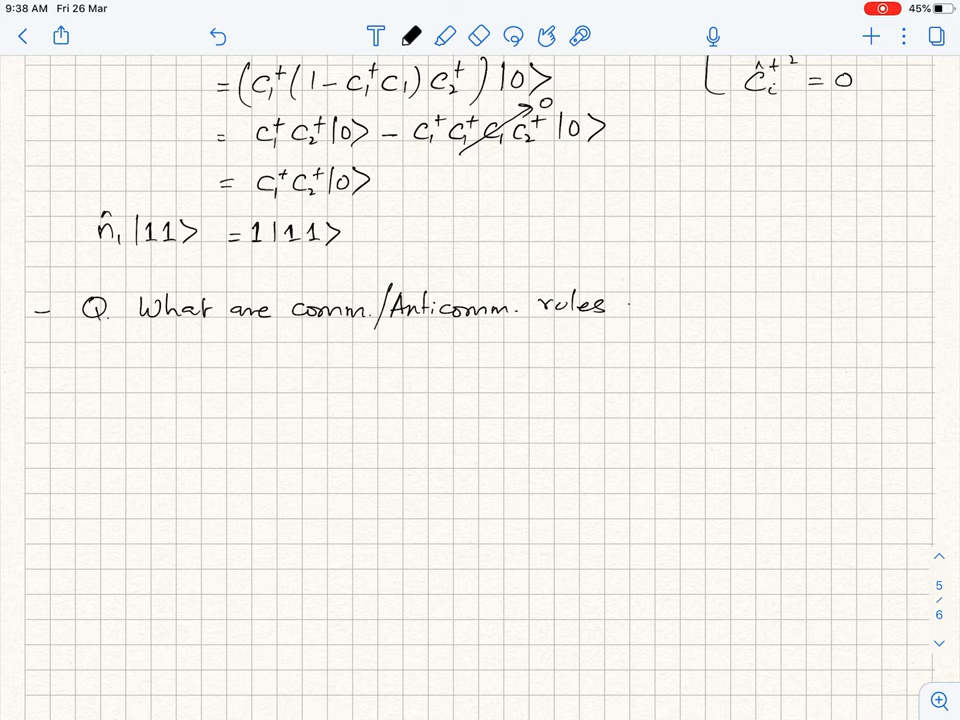 9:38 AM Fri 26 Mar 45%
= (C₁†(1 - C₁†C₁) C₂†) |0>
Ĉᵢ†² = 0
= C₁†C₂†|0> - C₁†C₁†C₁C₂†|0> 0
= C₁†C₂†|0>
n̂₁ |11> = 1|11>
- Q. What are comm./Anticomm. rules .
5
/
6